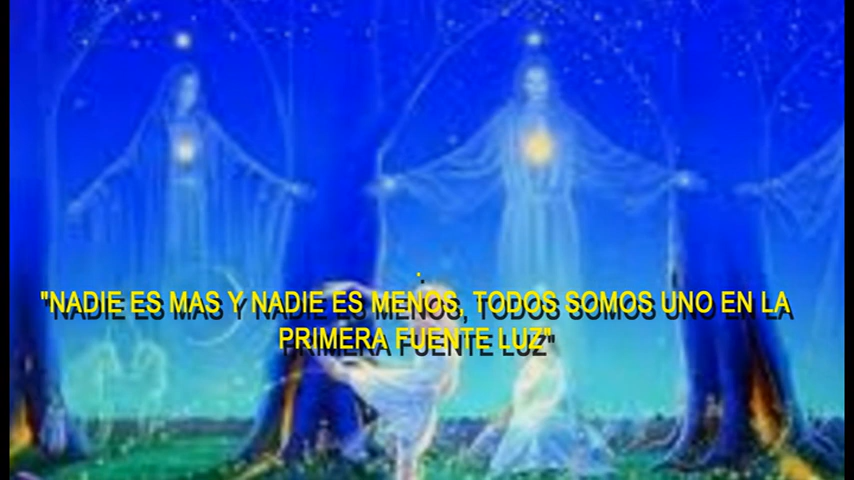 "NADIE ES MAS Y NADIE ES MENOS, TODOS SOMOS UNO EN LA
PRIMERA FUENTE LUZ"